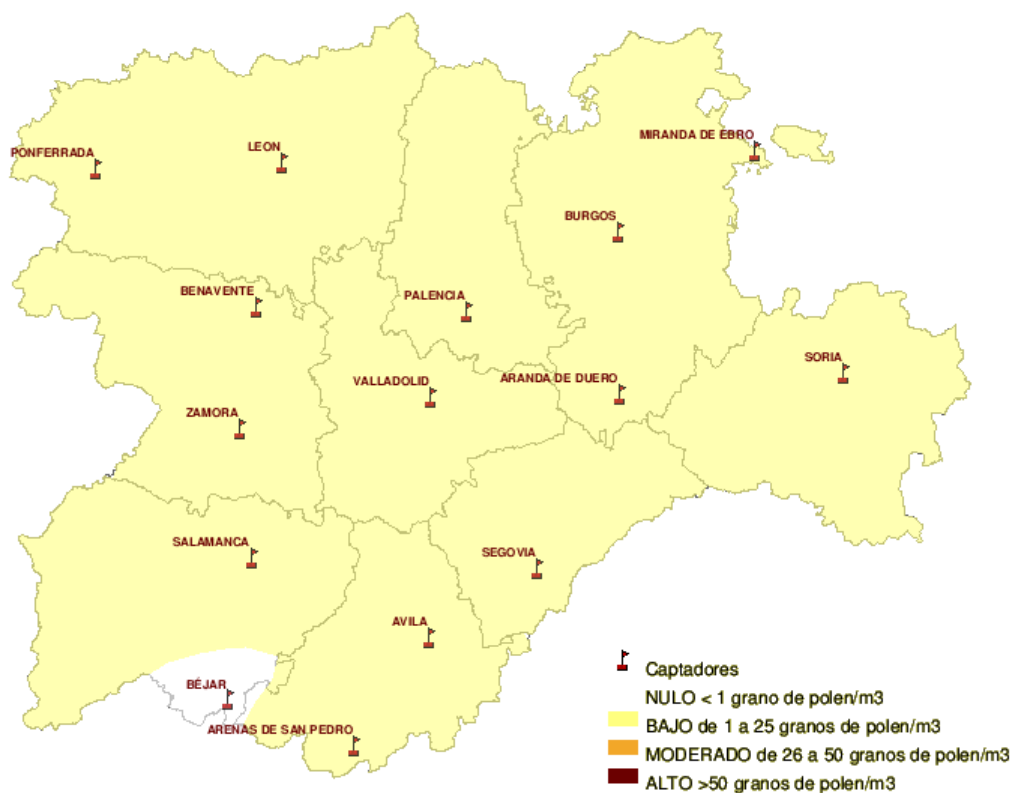 MIRANDA DE EBRO
PONFERRADA
LEON
BURGOS
BENAVENTE
PALENCIA
SORIA
VALLADOLID
ARANDA DE DUERO
ZAMORA
SALAMANCA
SEGOVIA
AVILA
BÉJAR
ARENAS DE SAN PEDRO
Captadores
NULO < 1 grano de polen/m3
BAJO de 1 a 25 granos de polen/m3
MODERADO de 26 a 50 granos de polen/m3
ALTO >50 granos de polen/m3